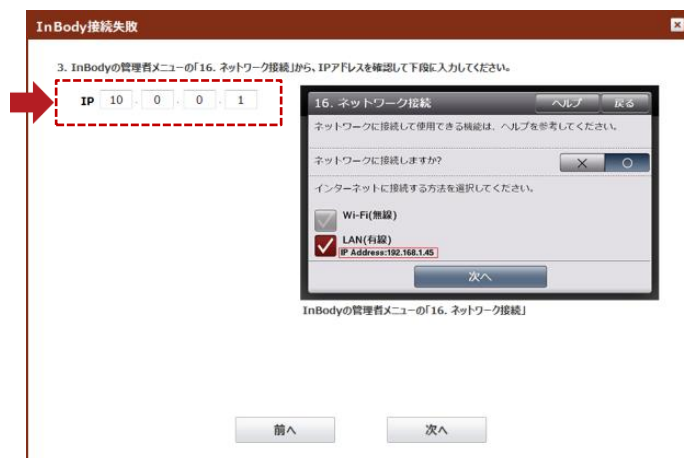 InBody接続失敗
3. InBodyの管理者メニューの「16. ネットワーク接続」から、IPアドレスを確認して下段に入力してください。
IP 10 . 0 . 0 . 1
16. ネットワーク接続 ヘルプ 戻る
ネットワークに接続して使用できる機能は、ヘルプを参考してください。
ネットワークに接続しますか? X O
インターネットに接続する方法を選択してください。
Wi-Fi(無線)
LAN(有線)
IP Address:192.168.1.45
次へ
InBodyの管理者メニューの「16. ネットワーク接続」
前へ 次へ